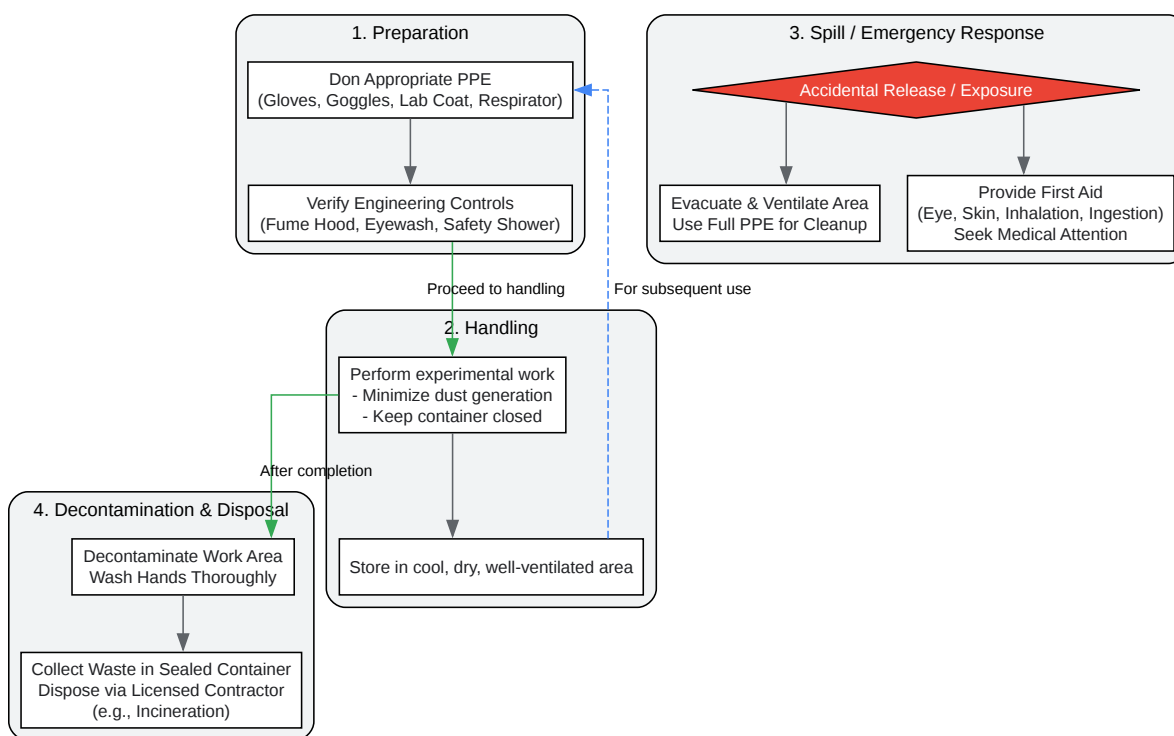 1. Preparation
Don Appropriate PPE
(Gloves, Goggles, Lab Coat, Respirator)
Verify Engineering Controls
(Fume Hood, Eyewash, Safety Shower)
3. Spill / Emergency Response
Accidental Release / Exposure
Evacuate & Ventilate Area
Use Full PPE for Cleanup
Provide First Aid
(Eye, Skin, Inhalation, Ingestion)
Seek Medical Attention
Proceed to handling
For subsequent use
2. Handling
Perform experimental work
- Minimize dust generation
- Keep container closed
After completion
Store in cool, dry, well-ventilated area
4. Decontamination & Disposal
Decontaminate Work Area
Wash Hands Thoroughly
Collect Waste in Sealed Container
Dispose via Licensed Contractor
(e.g., Incineration)